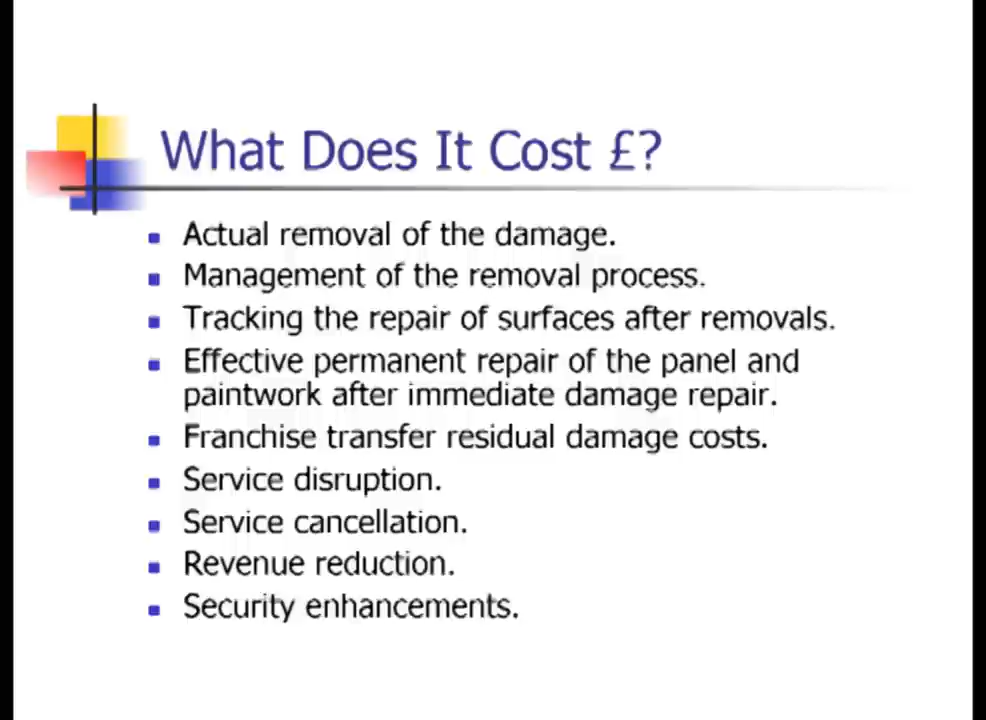 What Does It Cost £?
Actual removal of the damage.
Management of the removal process.
Tracking the repair of surfaces after removals.
Effective permanent repair of the panel and
paintwork after immediate damage repair.
Franchise transfer residual damage costs.
Service disruption.
Service cancellation.
Revenue reduction.
Security enhancements.